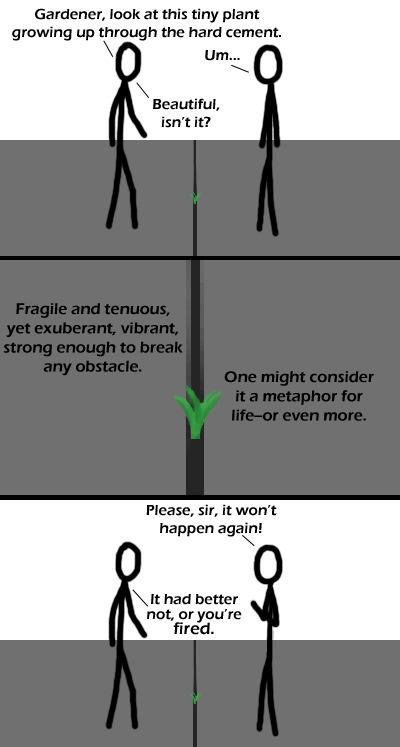 Gardener, look at this tiny plant
growing up through the hard cement.
Um...
Beautiful,
isn't it?
Fragile and tenuous,
yet exuberant, vibrant,
strong enough to break
any obstacle.
One might consider
it a metaphor for
life–or even more.
Please, sir, it won't
happen again!
It had better
not, or you're
fired.